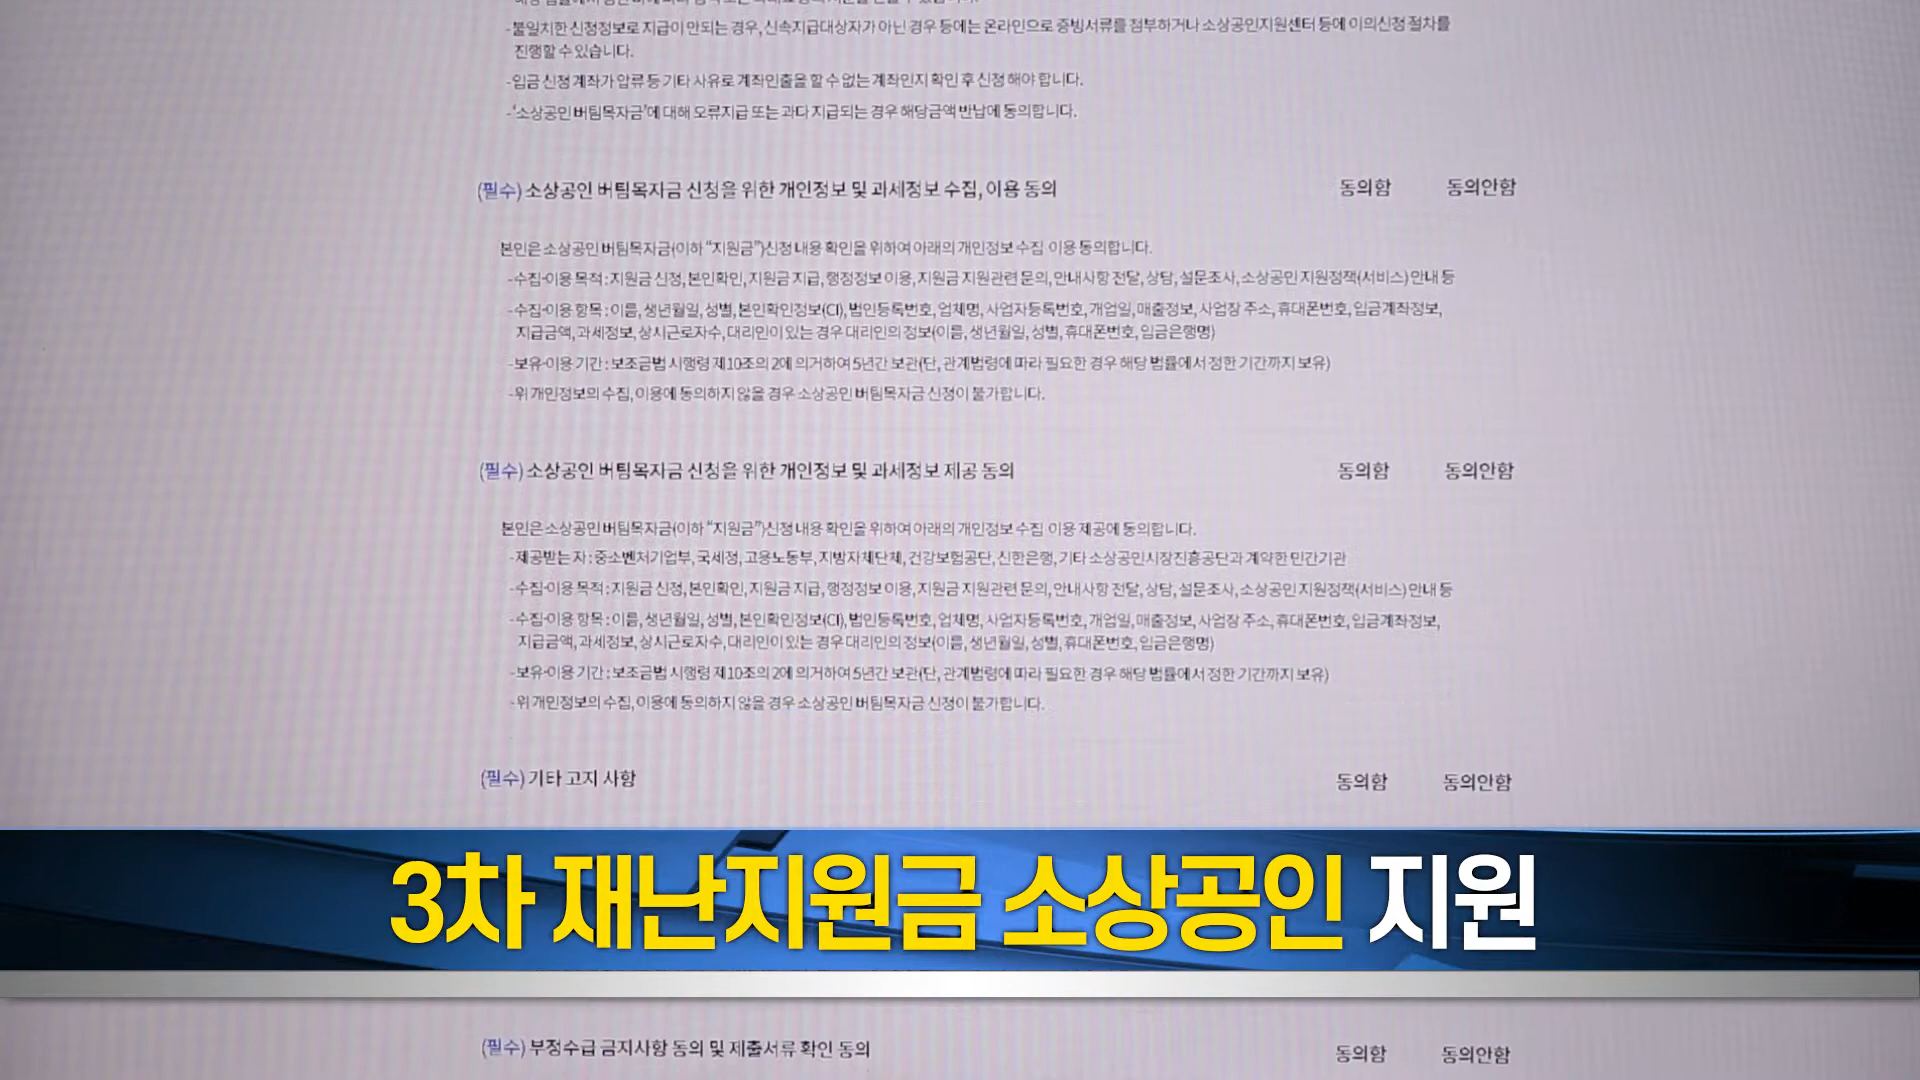 -불일치한 신청정보로 지급이 안되는 경우, 신속지급대상자가 아닌 경우 등에는 온라인으로 증빙서류를 첨부하거나 소상공인지원센터 등에 이의신청 절차를
진행할 수 있습니다.
-입금 신청 계좌가 압류 등 기타 사유로 계좌인출을 할 수 없는 계좌인지 확인 후 신청 해야 합니다.
-'소상공인 버팀목자금'에 대해 오류지급 또는 과다 지급되는 경우 해당금액 반납에 동의합니다.
(필수) 소상공인 버팀목자금 신청을 위한 개인정보 및 과세정보 수집, 이용 동의 동의함 동의안함
본인은 소상공인 버팀목자금(이하 “지원금”)신청 내용 확인을 위하여 아래의 개인정보 수집 이용 동의합니다.
-수집·이용 목적 : 지원금 신청, 본인확인, 지원금 지급, 행정정보 이용, 지원금 지원관련 문의, 안내사항 전달, 상담, 설문조사, 소상공인 지원정책(서비스) 안내 등
-수집·이용 항목 : 이름, 생년월일, 성별, 본인확인정보(CI), 법인등록번호, 업체명, 사업자등록번호, 개업일, 매출정보, 사업장 주소, 휴대폰번호, 입금계좌정보,
지급금액, 과세정보, 상시근로자수, 대리인이 있는 경우 대리인의 정보(이름, 생년월일, 성별, 휴대폰번호, 입금은행명)
-보유·이용 기간 : 보조금법 시행령 제10조의 2에 의거하여 5년간 보관(단, 관계법령에 따라 필요한 경우 해당 법률에서 정한 기간까지 보유)
-위 개인정보의 수집, 이용에 동의하지 않을 경우 소상공인 버팀목자금 신청이 불가합니다.
(필수) 소상공인 버팀목자금 신청을 위한 개인정보 및 과세정보 제공 동의 동의함 동의안함
본인은 소상공인 버팀목자금(이하 “지원금”)신청 내용 확인을 위하여 아래의 개인정보 수집 이용 제공에 동의합니다.
-제공받는 자 : 중소벤처기업부, 국세청, 고용노동부, 지방자체단체, 건강보험공단, 신한은행, 기타 소상공인시장진흥공단과 계약한 민간기관
-수집·이용 목적 : 지원금 신청, 본인확인, 지원금 지급, 행정정보 이용, 지원금 지원관련 문의, 안내사항 전달, 상담, 설문조사, 소상공인 지원정책(서비스) 안내 등
-수집·이용 항목 : 이름, 생년월일, 성별, 본인확인정보(CI), 법인등록번호, 업체명, 사업자등록번호, 개업일, 매출정보, 사업장 주소, 휴대폰번호, 입금계좌정보,
지급금액, 과세정보, 상시근로자수, 대리인이 있는 경우 대리인의 정보(이름, 생년월일, 성별, 휴대폰번호, 입금은행명)
-보유·이용 기간 : 보조금법 시행령 제10조의 2에 의거하여 5년간 보관(단, 관계법령에 따라 필요한 경우 해당 법률에서 정한 기간까지 보유)
-위 개인정보의 수집, 이용에 동의하지 않을 경우 소상공인 버팀목자금 신청이 불가합니다.
(필수) 기타 고지 사항 동의함 동의안함
3차 재난지원금 소상공인 지원
(필수) 부정수급 금지사항 동의 및 제출서류 확인 동의 동의함 동의안함